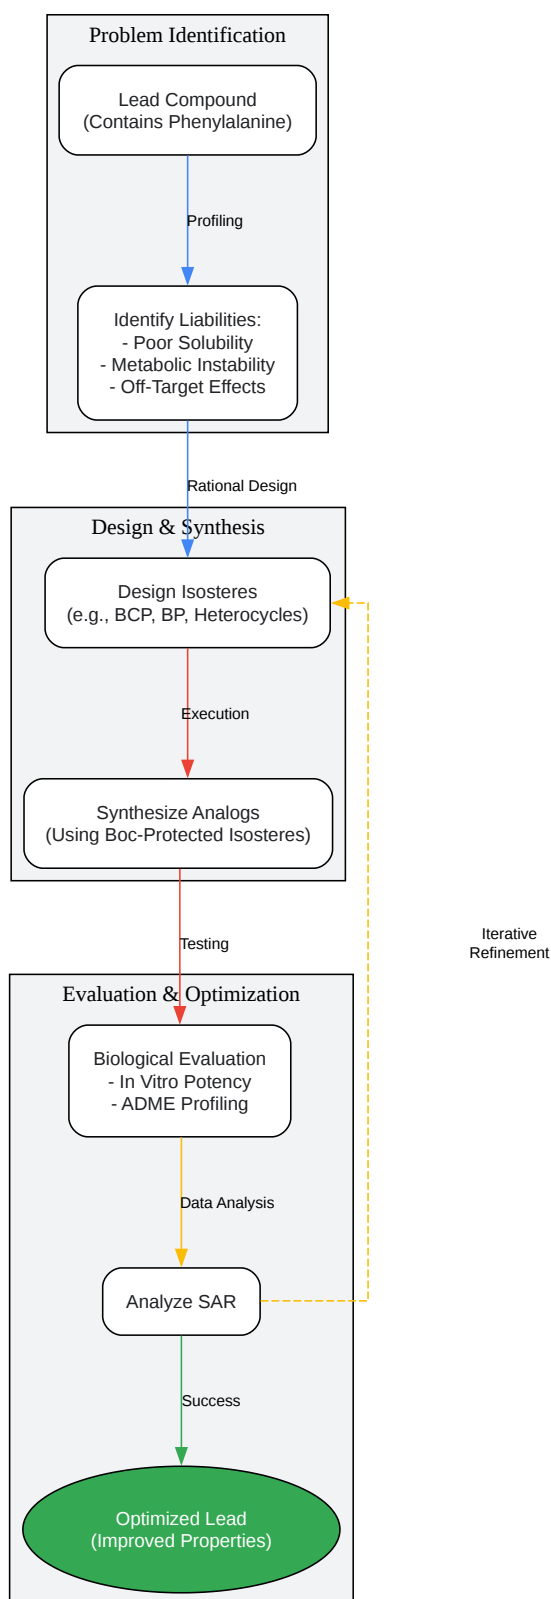 Problem Identification
Lead Compound
(Contains Phenylalanine)
Profiling
Identify Liabilities:
- Poor Solubility
- Metabolic Instability
- Off-Target Effects
Rational Design
Design & Synthesis
Design Isosteres
(e.g., BCP, BP, Heterocycles)
Execution
Synthesize Analogs
(Using Boc-Protected Isosteres)
Testing
Iterative
Refinement
Evaluation & Optimization
Biological Evaluation
- In Vitro Potency
- ADME Profiling
Data Analysis
Analyze SAR
Success
Optimized Lead
(Improved Properties)